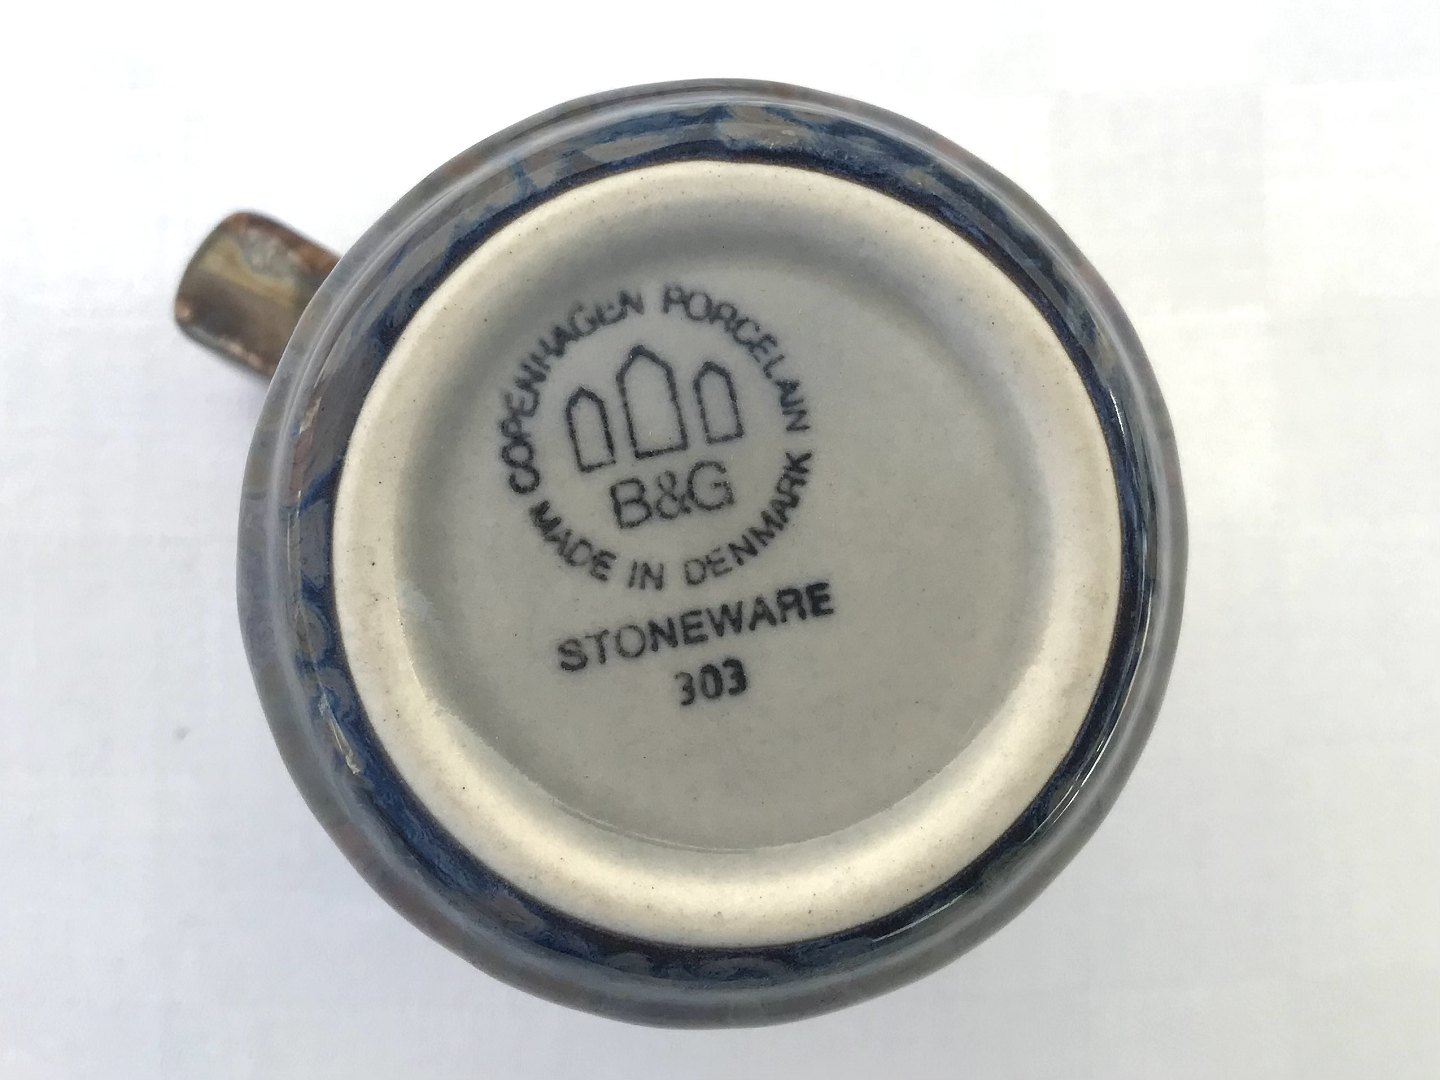 COPENHAGEN PORCELAIN
B&G
MADE IN DENMARK
STONEWARE
303